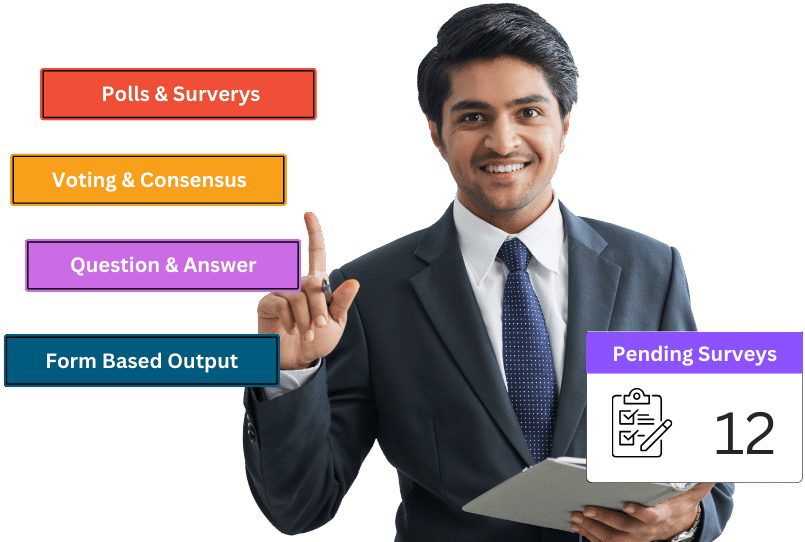 Polls & Surverys
Voting & Consensus
Question & Answer
Form Based Output
Pending Surveys
12